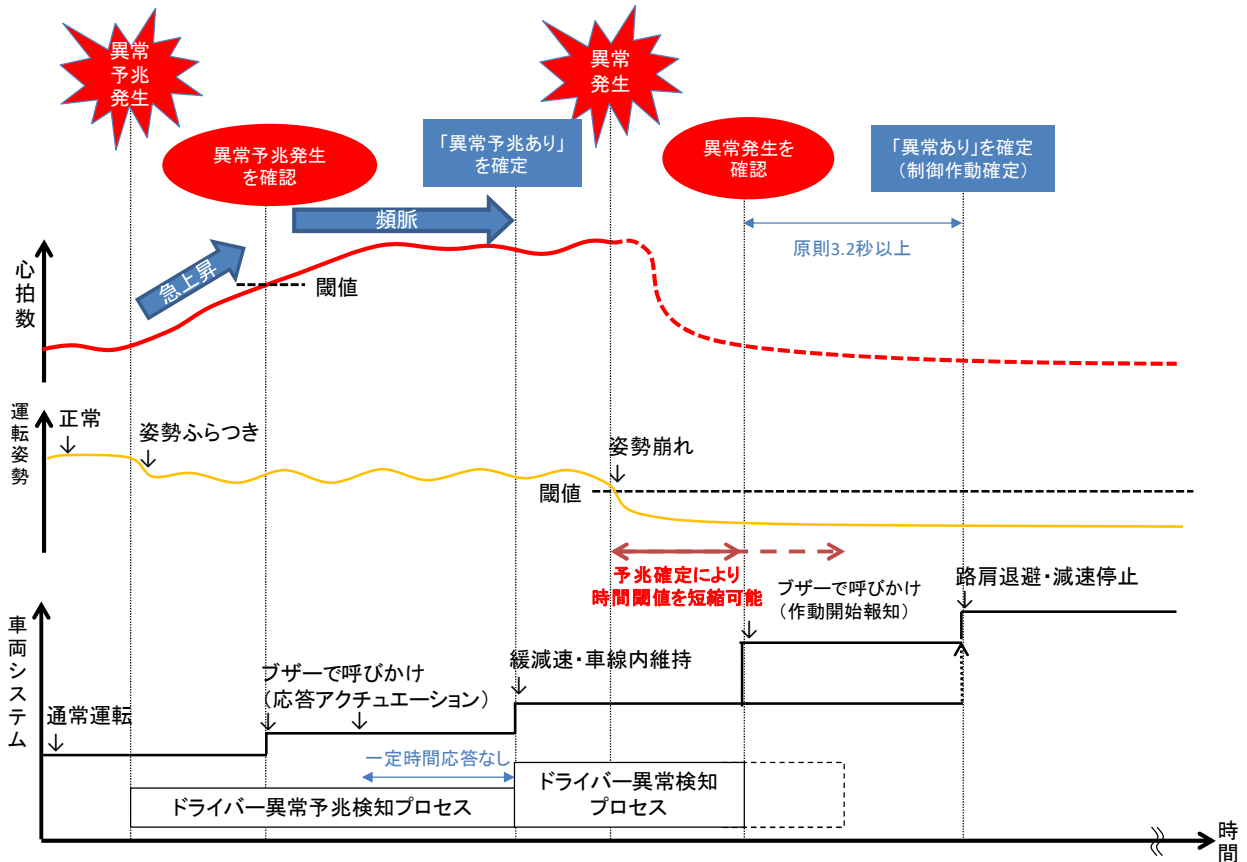 異常
予兆
発生
異常
発生
異常予兆発生
を確認
「異常予兆あり」
を確定
異常発生を
確認
「異常あり」を確定
（制御作動確定）
頻脈
原則3.2秒以上
心拍数
急上昇
閾値
運転姿勢
正常
姿勢ふらつき
姿勢崩れ
閾値
予兆確定により
時間閾値を短縮可能
ブザーで呼びかけ
（作動開始報知）
路肩退避・減速停止
車両システム
通常運転
ブザーで呼びかけ
（応答アクチュエーション）
緩減速・車線内維持
一定時間応答なし
ドライバー異常予兆検知プロセス
ドライバー異常検知
プロセス
時間